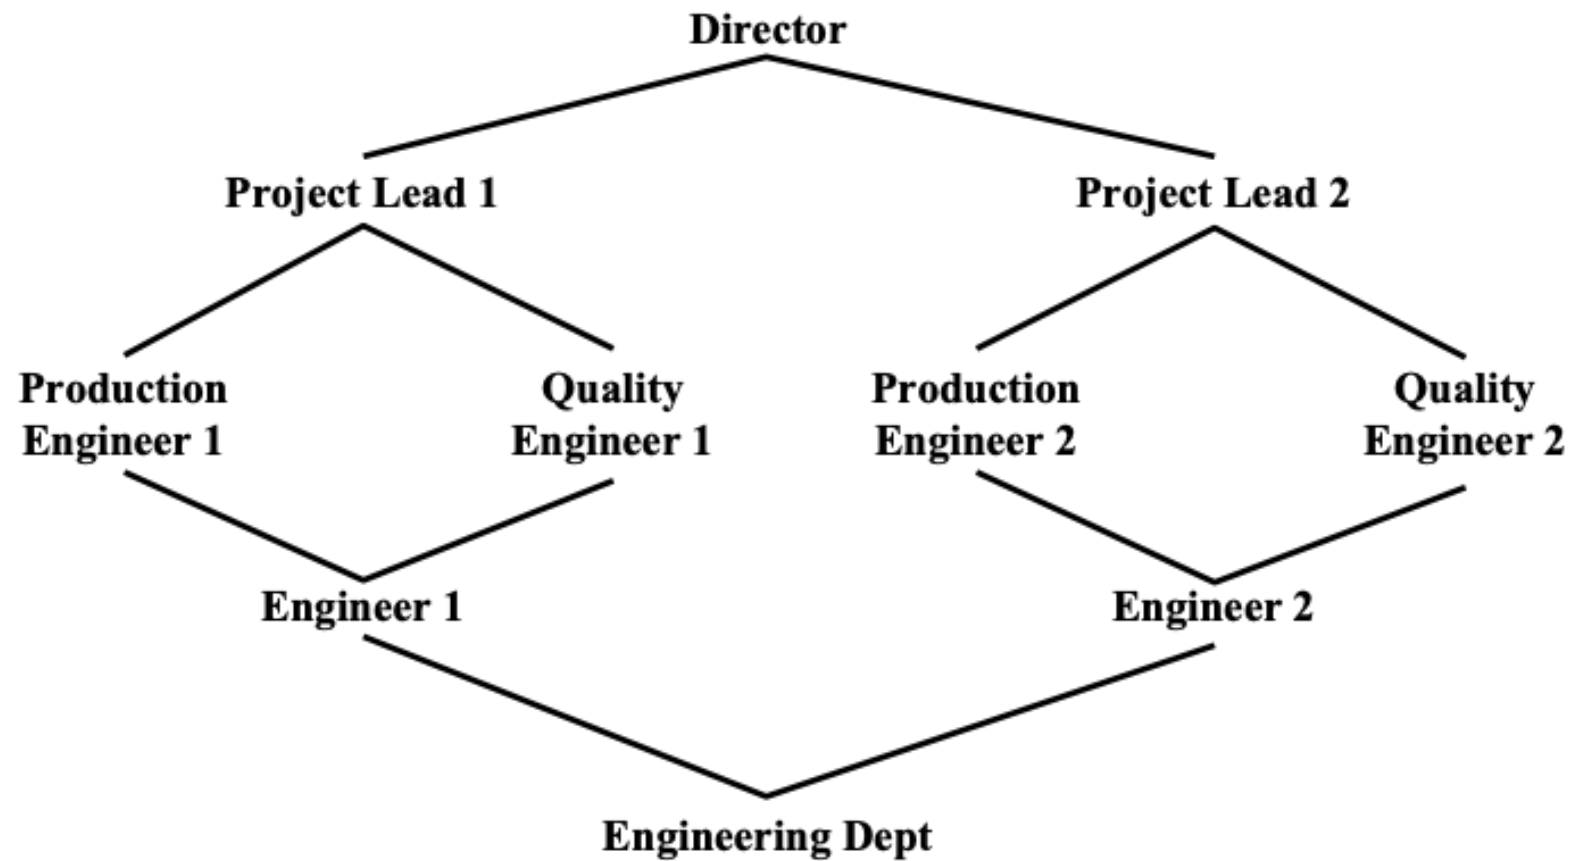 Director
Project Lead 1
Project Lead 2
Production
Engineer 1
Quality
Engineer 1
Production
Engineer 2
Quality
Engineer 2
Engineer 1
Engineer 2
Engineering Dept